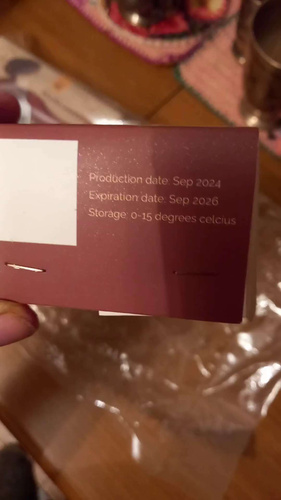 Production date: Sep 2024
Expiration date: Sep 2026
Storage: 0-15 degrees celcius